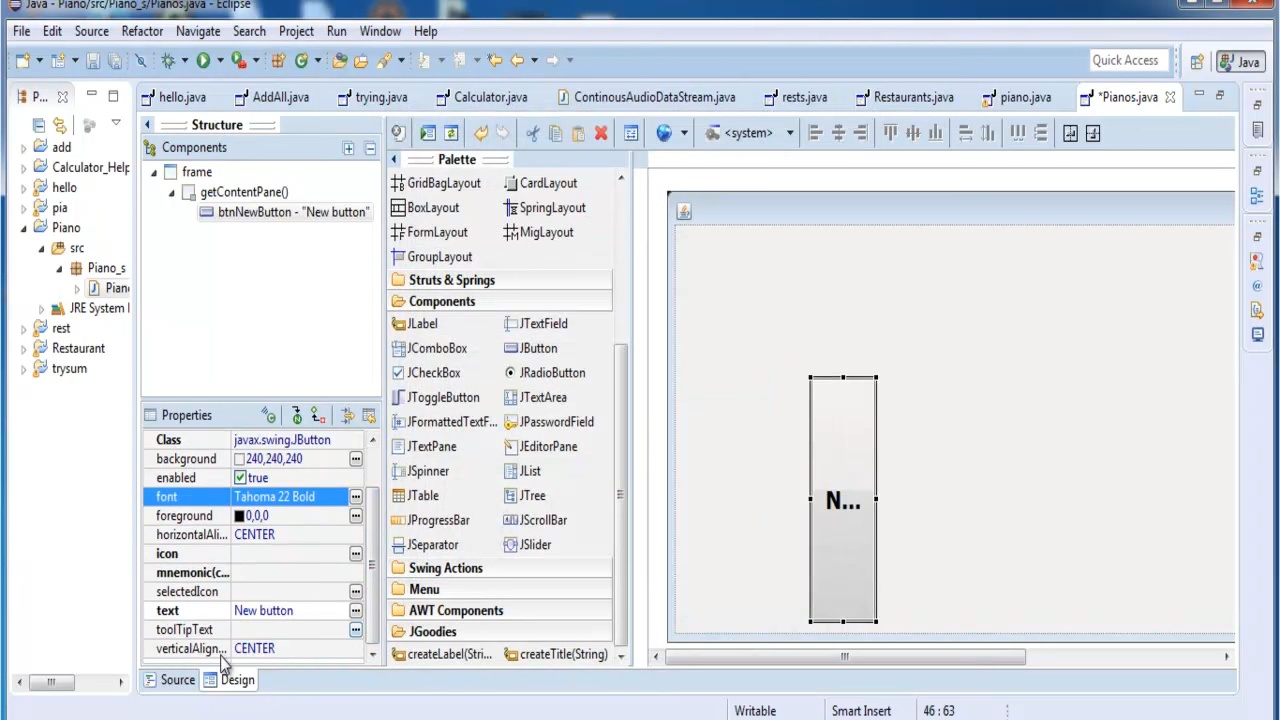 Java - Piano/src/Piano_s/Pianos.java - Eclipse
File Edit Source Refactor Navigate Search Project Run Window Help
Quick Access
Java
P...
hello.java
AddAll.java
trying.java
Calculator.java
ContinousAudioDataStream.java
rests.java
Restaurants.java
piano.java
*Pianos.java
add
Calculator_Help
hello
pia
Piano
src
Piano_s
Piano
JRE System l
rest
Restaurant
trysum
Structure
Components
frame
getContentPane()
btnNewButton - "New button"
Properties
Class javax.swing.JButton
background 240,240,240
enabled true
font Tahoma 22 Bold
foreground 0,0,0
horizontalAli... CENTER
icon
mnemonic(c...
selectedIcon
text New button
toolTipText
verticalAlign... CENTER
Source Design
<system>
Palette
GridBagLayout CardLayout
BoxLayout SpringLayout
FormLayout MigLayout
GroupLayout
Struts & Springs
Components
JLabel JTextField
JComboBox JButton
JCheckBox JRadioButton
JToggleButton JTextArea
JFormattedTextF... JPasswordField
JTextPane JEditorPane
JSpinner JList
JTable JTree
JProgressBar JScrollBar
JSeparator JSlider
Swing Actions
Menu
AWT Components
JGoodies
createLabel(Stri... createTitle(String)
N...
Writable Smart Insert 46 : 63